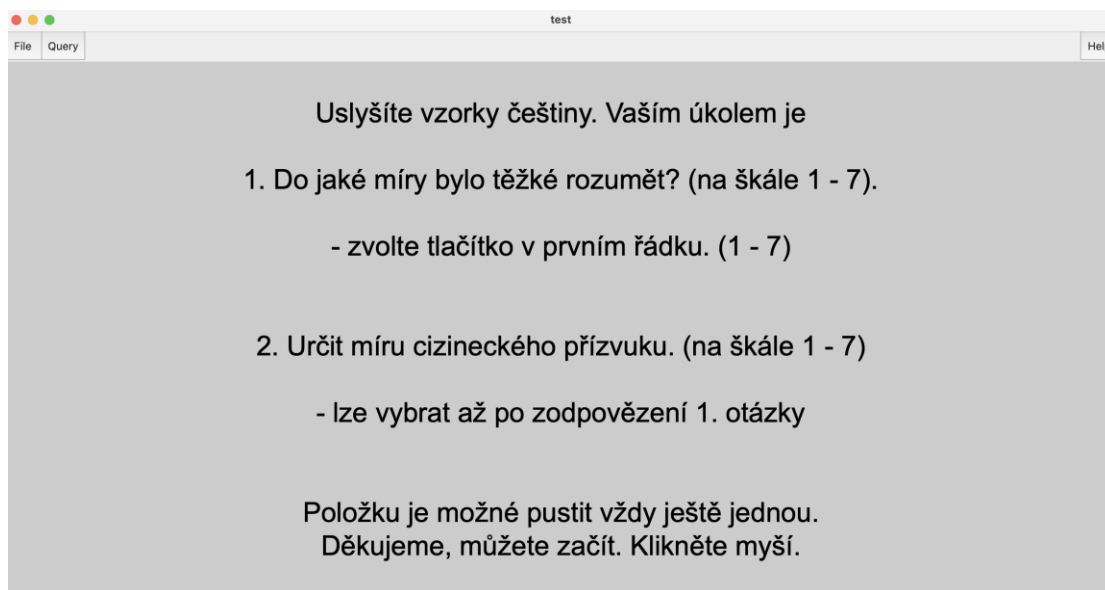 test
File Query Hel
Uslyšíte vzorky češtiny. Vaším úkolem je
1. Do jaké míry bylo těžké rozumět? (na škále 1 - 7).
- zvolte tlačítko v prvním řádku. (1 - 7)
2. Určit míru cizineckého přízvuku. (na škále 1 - 7)
- lze vybrat až po zodpovězení 1. otázky
Položku je možné pustit vždy ještě jednou.
Děkujeme, můžete začít. Klikněte myší.